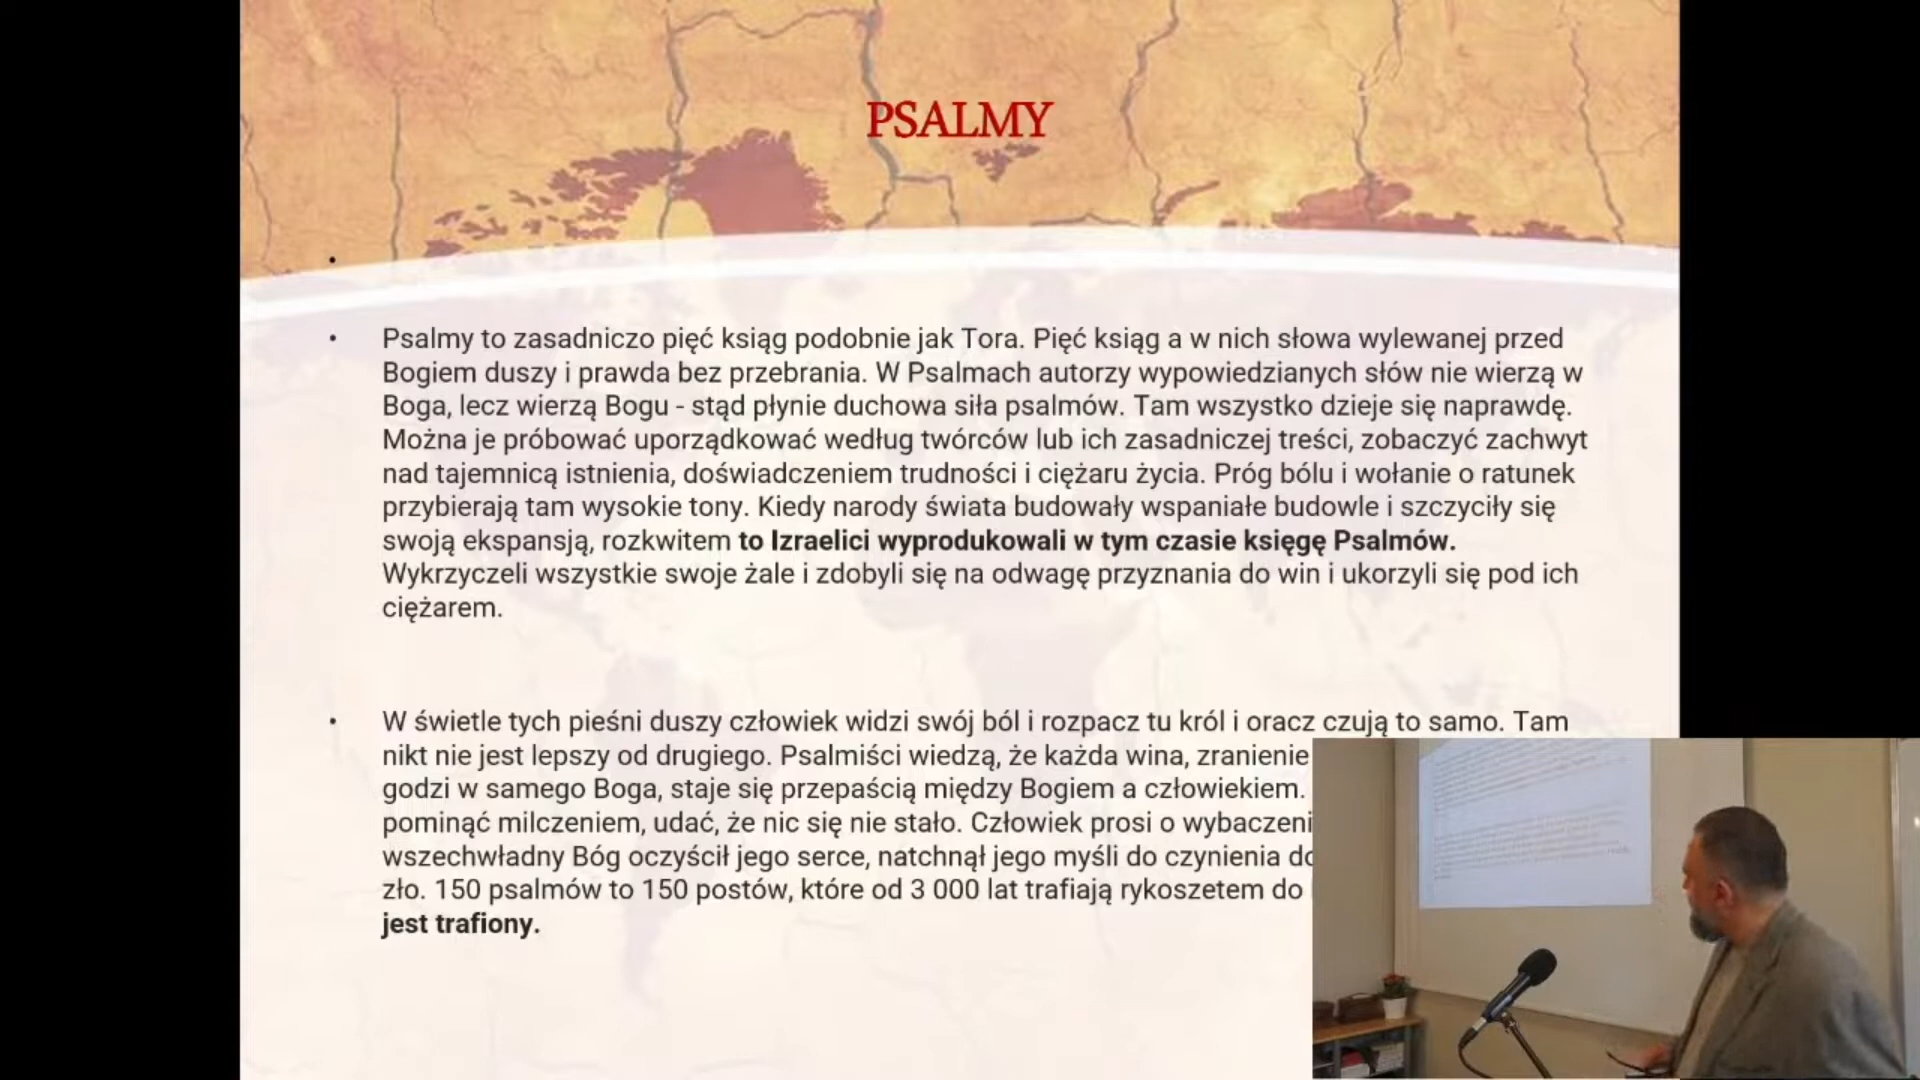 PSALMY
• Psalmy to zasadniczo pięć ksiąg podobnie jak Tora. Pięć ksiąg a w nich słowa wylewanej przed
Bogiem duszy i prawda bez przebrania. W Psalmach autorzy wypowiedzianych słów nie wierzą w
Boga, lecz wierzą Bogu - stąd płynie duchowa siła psalmów. Tam wszystko dzieje się naprawdę.
Można je próbować uporządkować według twórców lub ich zasadniczej treści, zobaczyć zachwyt
nad tajemnicą istnienia, doświadczeniem trudności i ciężaru życia. Próg bólu i wołanie o ratunek
przybierają tam wysokie tony. Kiedy narody świata budowały wspaniałe budowle i szczyciły się
swoją ekspansją, rozkwitem to Izraelici wyprodukowali w tym czasie księgę Psalmów.
Wykrzyczeli wszystkie swoje żale i zdobyli się na odwagę przyznania do win i ukorzyli się pod ich
ciężarem.
• W świetle tych pieśni duszy człowiek widzi swój ból i rozpacz tu król i oracz czują to samo. Tam
nikt nie jest lepszy od drugiego. Psalmiści wiedzą, że każda wina, zranienie
godzi w samego Boga, staje się przepaścią między Bogiem a człowiekiem.
pominąć milczeniem, udać, że nic się nie stało. Człowiek prosi o
wszechwładny Bóg oczyścił jego serce, natchnął jego myśli do czynienia
zło. 150 psalmów to 150 postów, które od 3 000 lat trafiają rykoszetem do
jest trafiony.